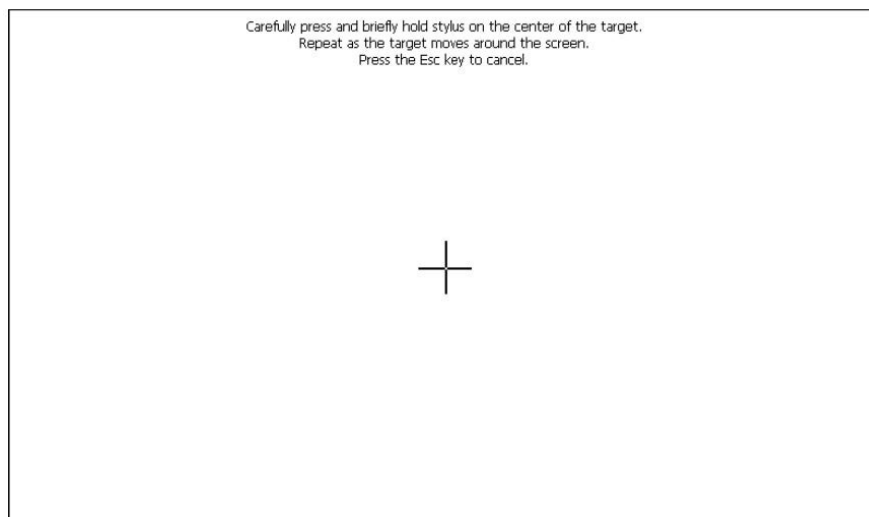 Carefully press and briefly hold stylus on the center of the target.
Repeat as the target moves around the screen.
Press the Esc key to cancel.